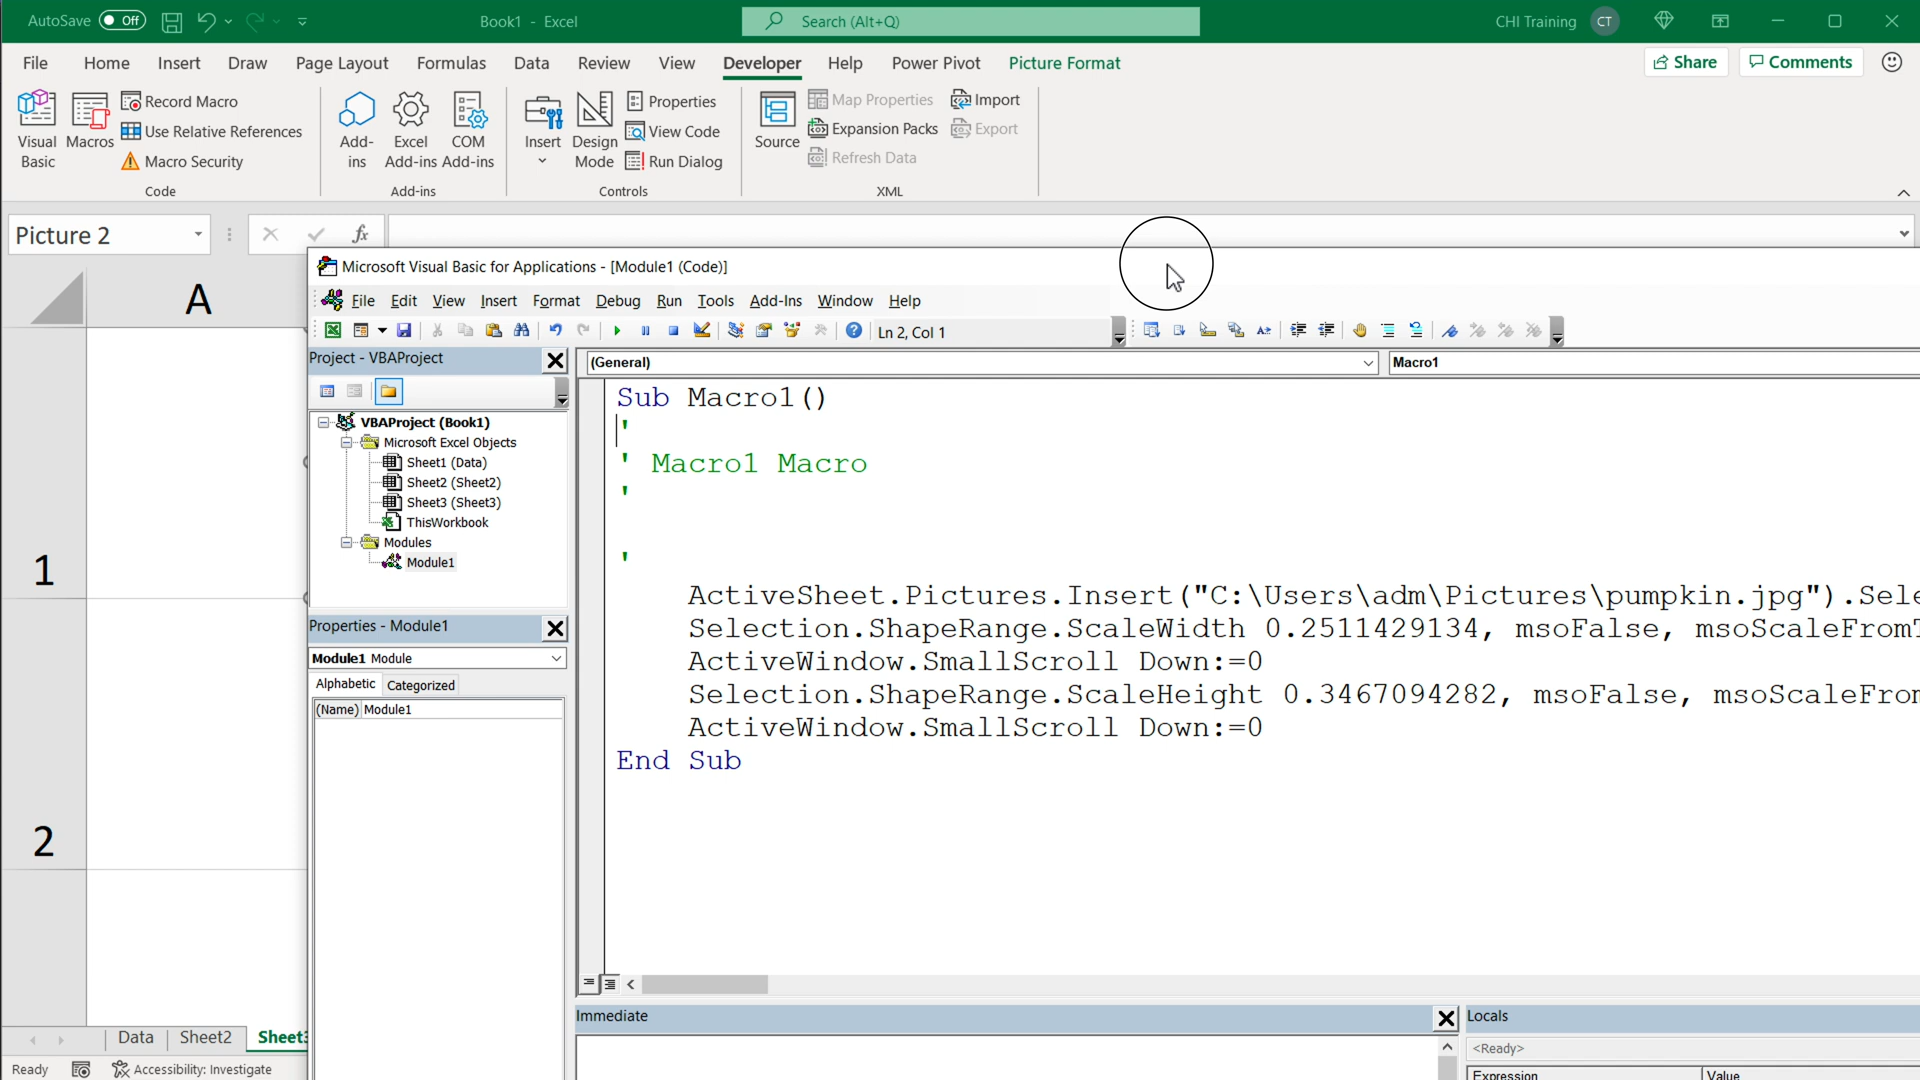 AutoSave Off
Book1 - Excel
Search (Alt+Q)
CHI Training CT
File Home Insert Draw Page Layout Formulas Data Review View Developer Help Power Pivot Picture Format
Share Comments
Visual Basic
Macros
Record Macro
Use Relative References
Macro Security
Code
Add-ins
Excel Add-ins
COM Add-ins
Add-ins
Insert
Design Mode
Properties
View Code
Run Dialog
Controls
Source
Map Properties
Expansion Packs
Refresh Data
Import
Export
XML
Picture 2
fx
A
1
2
Microsoft Visual Basic for Applications - [Module1 (Code)]
File Edit View Insert Format Debug Run Tools Add-Ins Window Help
Ln 2, Col 1
Project - VBAProject
VBAProject (Book1)
Microsoft Excel Objects
Sheet1 (Data)
Sheet2 (Sheet2)
Sheet3 (Sheet3)
ThisWorkbook
Modules
Module1
Properties - Module1
Module1 Module
Alphabetic Categorized
(Name) Module1
(General)
Macro1
Sub Macro1()
'
' Macro1 Macro
'
'
ActiveSheet.Pictures.Insert("C:\Users\adm\Pictures\pumpkin.jpg").Sele
Selection.ShapeRange.ScaleWidth 0.2511429134, msoFalse, msoScaleFromT
ActiveWindow.SmallScroll Down:=0
Selection.ShapeRange.ScaleHeight 0.3467094282, msoFalse, msoScaleFrom
ActiveWindow.SmallScroll Down:=0
End Sub
Immediate
Locals
<Ready>
Expression Value
Data Sheet2 Sheet3
Ready
Accessibility: Investigate